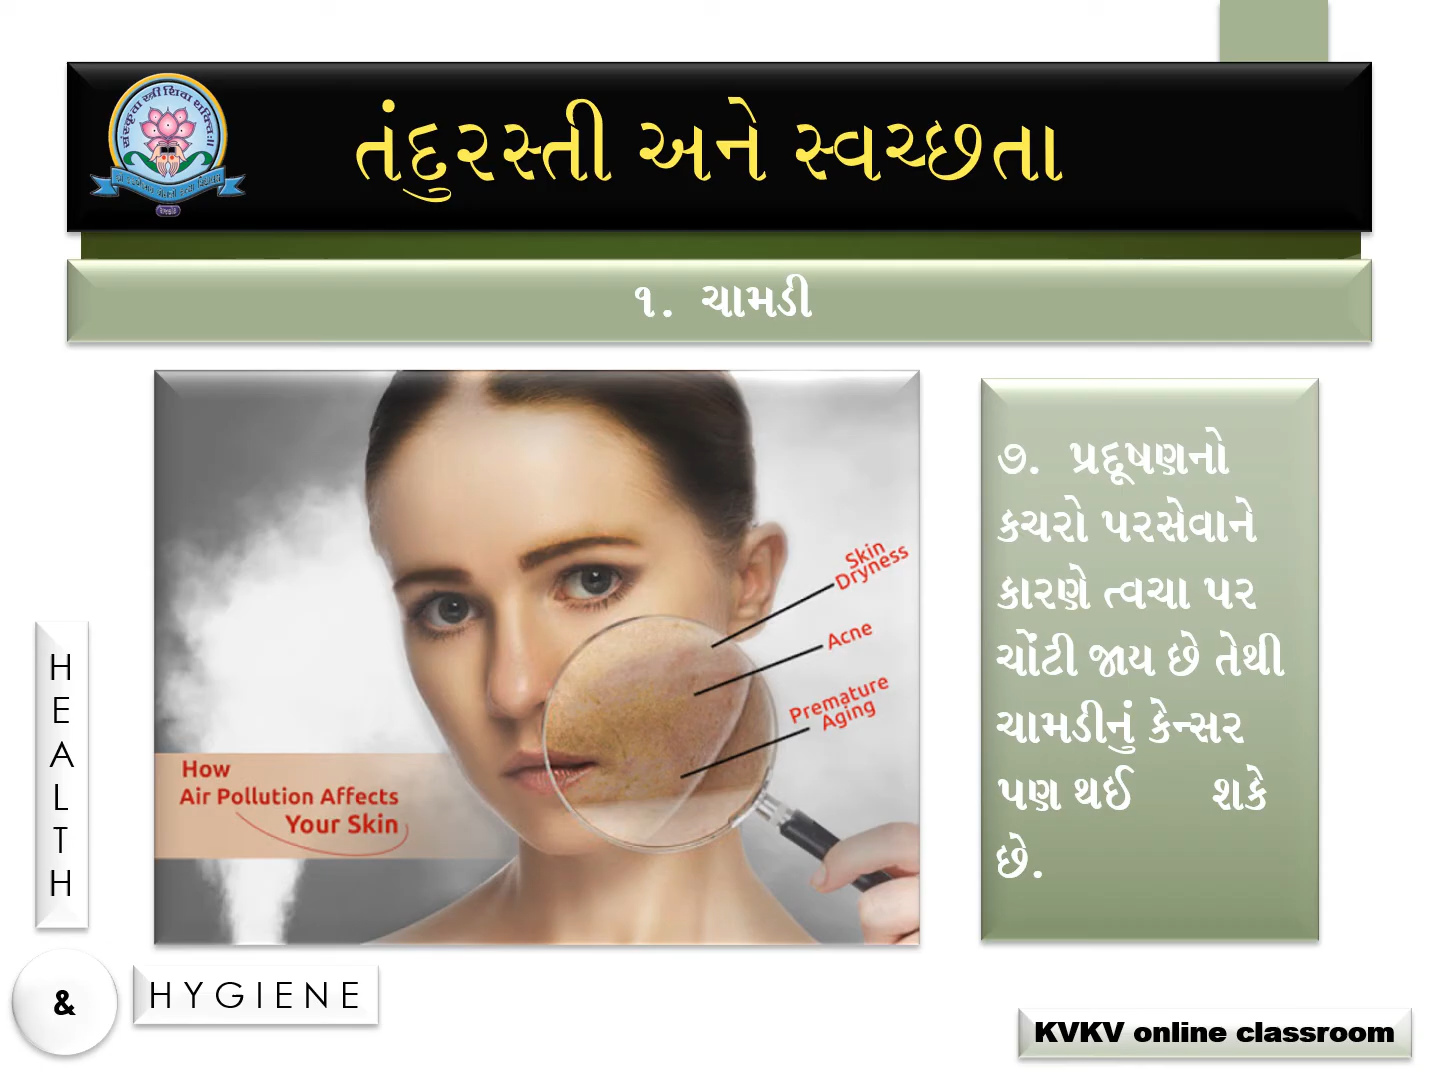 સંસ્કૃતા સ્ત્રી શિવા શક્તિઃ
તંદુરસ્તી અને સ્વચ્છતા
૧. ચામડી
Skin
Dryness
Acne
Premature
Aging
How
Air Pollution Affects
Your Skin
૭. પ્રદૂષણનો
કચરો પરસેવાને
કારણે ત્વચા પર
ચોંટી જાય છે તેથી
ચામડીનું કેન્સર
પણ થઈ શકે
છે.
H
E
A
L
T
H
&
HYGIENE
KVKV online classroom